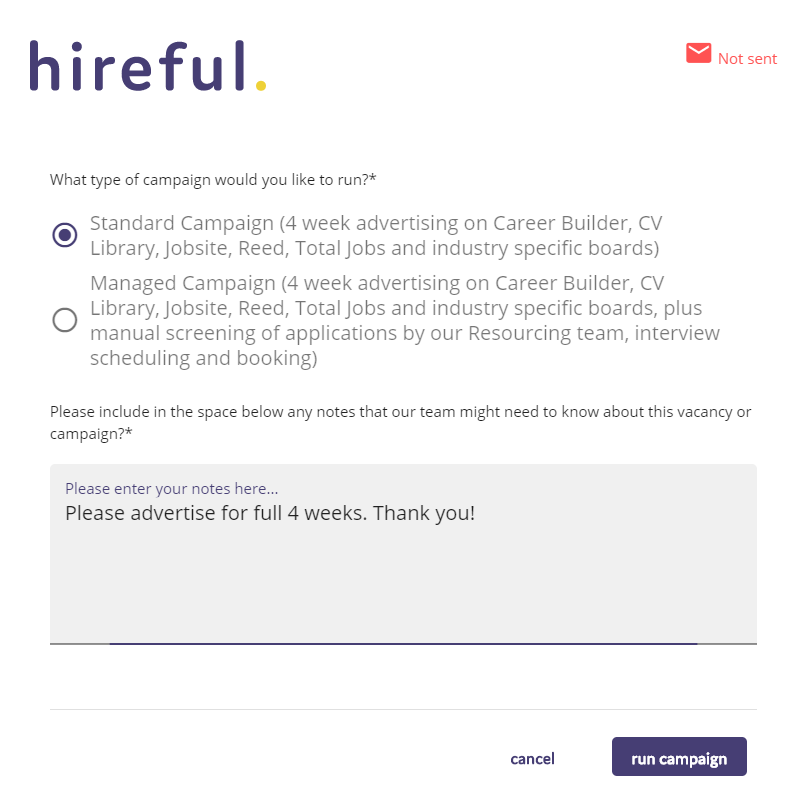 hireful.
Not sent
What type of campaign would you like to run?*
Standard Campaign (4 week advertising on Career Builder, CV
Library, Jobsite, Reed, Total Jobs and industry specific boards)
Managed Campaign (4 week advertising on Career Builder, CV
Library, Jobsite, Reed, Total Jobs and industry specific boards, plus
manual screening of applications by our Resourcing team, interview
scheduling and booking)
Please include in the space below any notes that our team might need to know about this vacancy or
campaign?*
Please enter your notes here...
Please advertise for full 4 weeks. Thank you!
cancel
run campaign